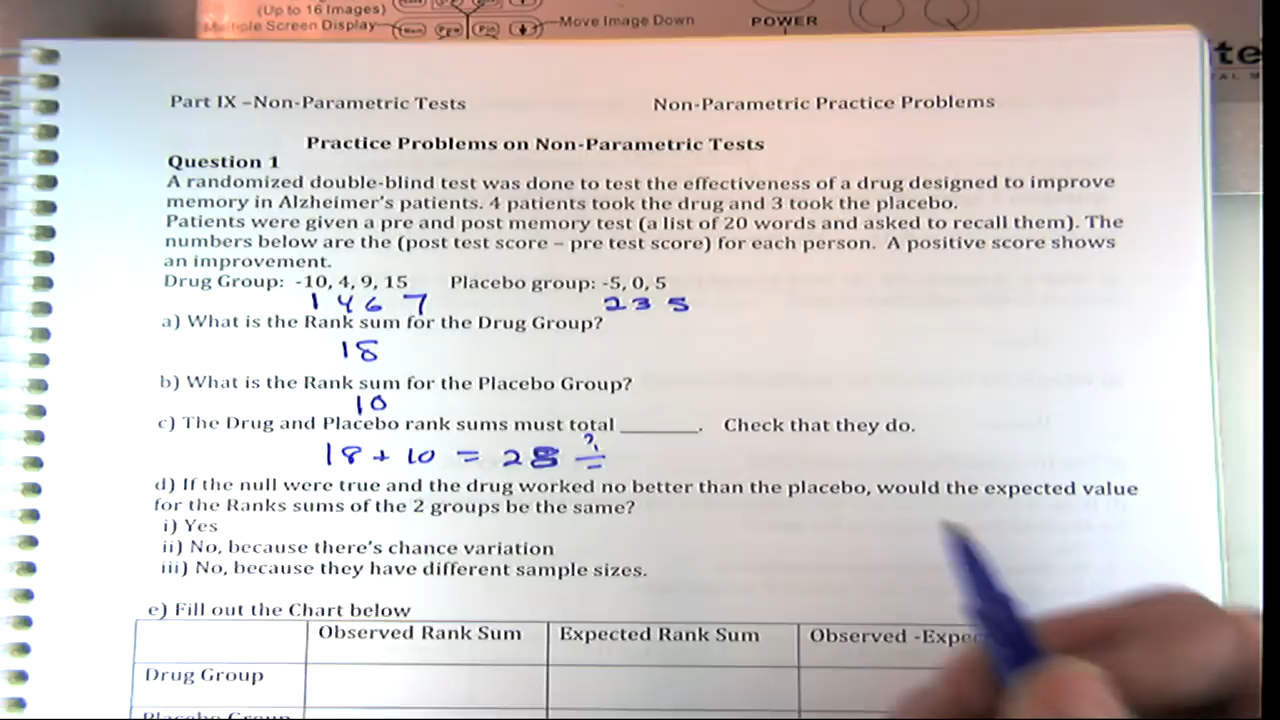 (Up to 16 Images)
Multiple Screen Display
Move Image Down
POWER
Part IX –Non-Parametric Tests Non-Parametric Practice Problems
Practice Problems on Non-Parametric Tests
Question 1
A randomized double-blind test was done to test the effectiveness of a drug designed to improve
memory in Alzheimer's patients. 4 patients took the drug and 3 took the placebo.
Patients were given a pre and post memory test (a list of 20 words and asked to recall them). The
numbers below are the (post test score – pre test score) for each person. A positive score shows
an improvement.
Drug Group: -10, 4, 9, 15 Placebo group: -5, 0, 5
1 4 6 7 2 3 5
a) What is the Rank sum for the Drug Group?
18
b) What is the Rank sum for the Placebo Group?
10
c) The Drug and Placebo rank sums must total _______. Check that they do.
18 + 10 = 28 ?
d) If the null were true and the drug worked no better than the placebo, would the expected value
for the Ranks sums of the 2 groups be the same?
i) Yes
ii) No, because there's chance variation
iii) No, because they have different sample sizes.
e) Fill out the Chart below
Observed Rank Sum Expected Rank Sum Observed -Expec
Drug Group
Placebo Group